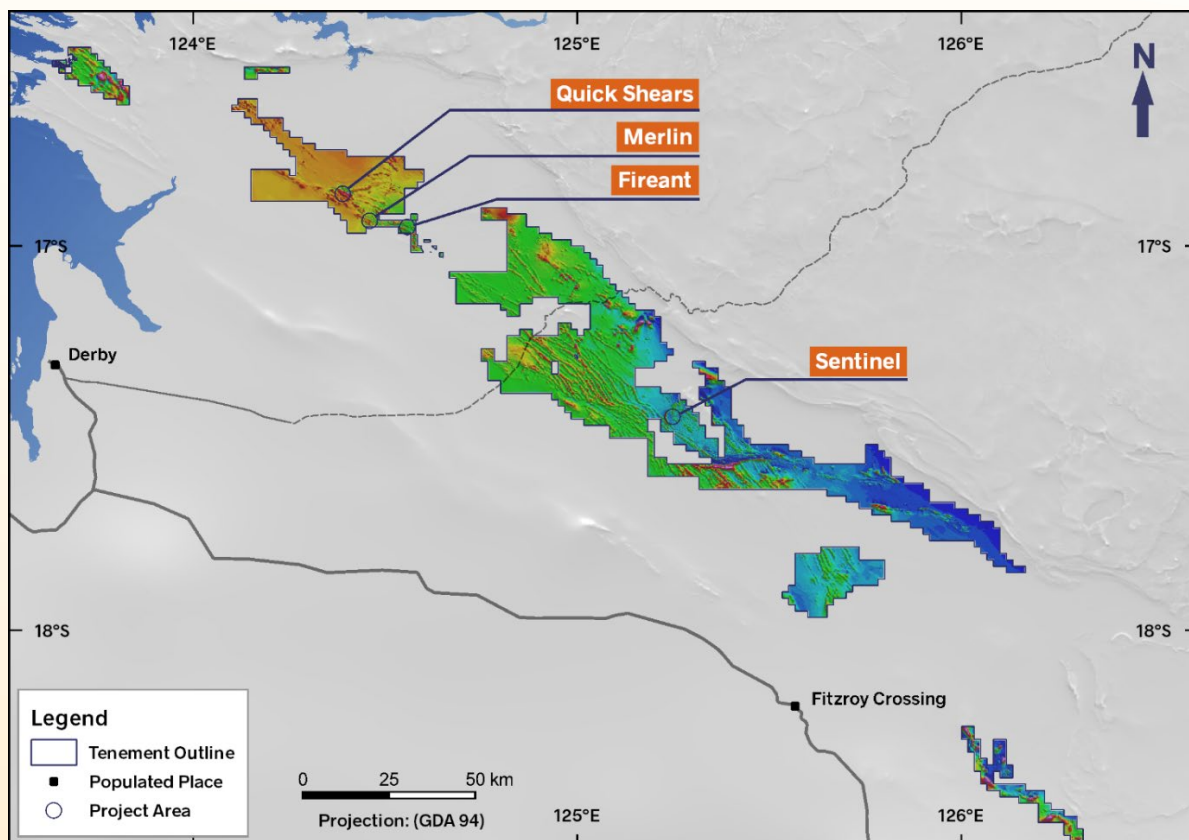 124°E
125°E
126°E
N
Quick Shears
Merlin
Fireant
17°S
17°S
Derby
Sentinel
18°S
18°S
Fitzroy Crossing
Legend
Tenement Outline
Populated Place
Project Area
0 25 50 km
Projection: (GDA 94)
125°E
126°E